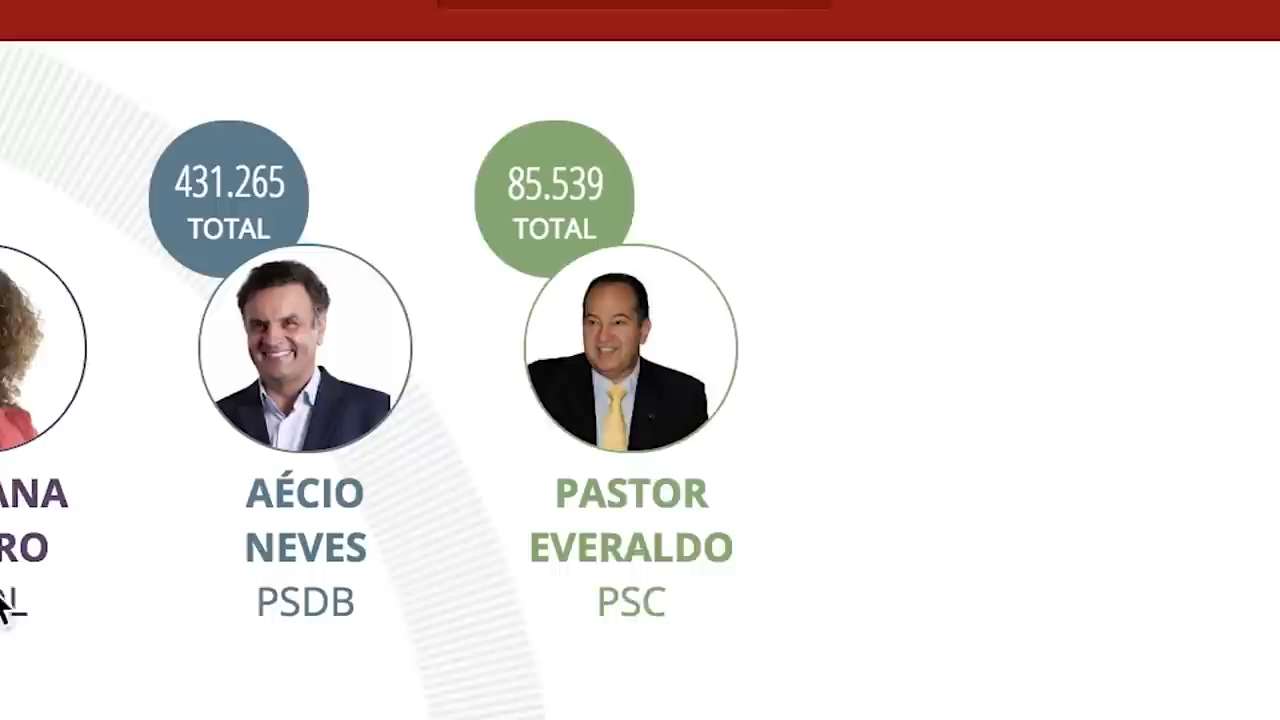 431.265
TOTAL
85.539
TOTAL
ANA
RO
AÉCIO
NEVES
PSDB
PASTOR
EVERALDO
PSC